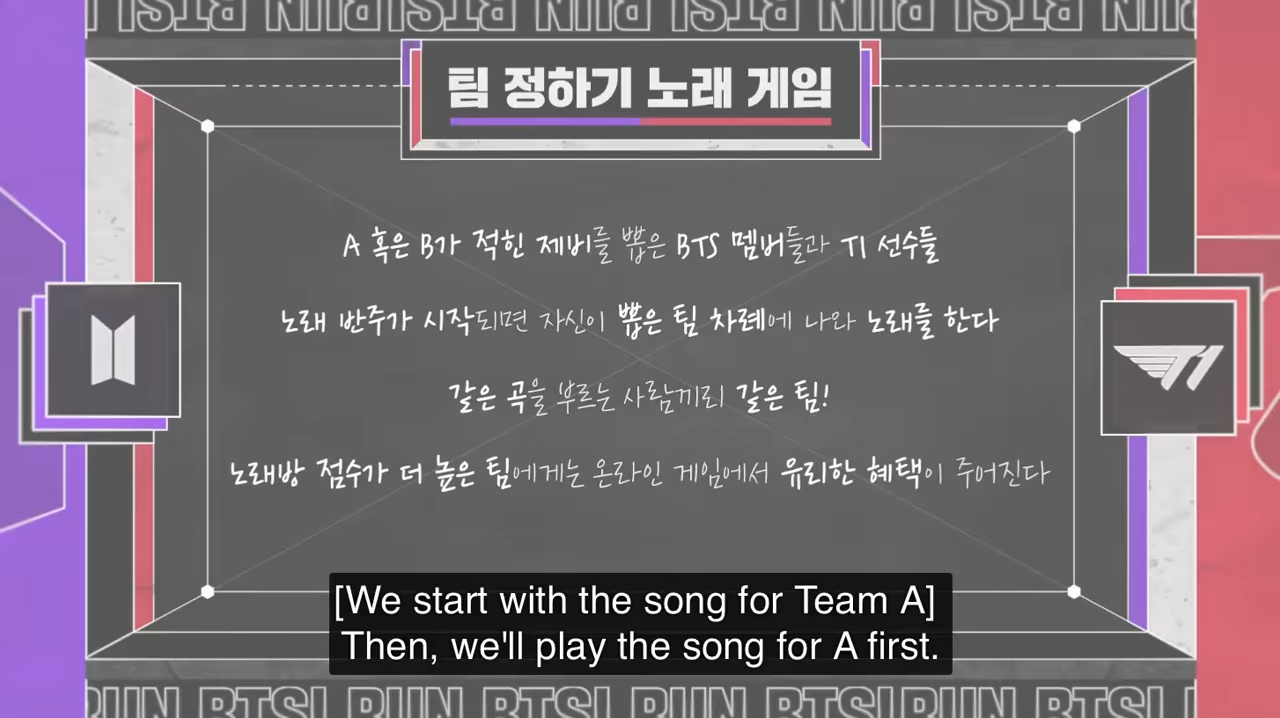 RUN BTS! RUN BTS! RUN BTS! RUN BTS! RUN
팀 정하기 노래 게임
A 혹은 B가 적힌 제비를 뽑은 BTS 멤버들과 T1 선수들
노래 반주가 시작되면 자신이 뽑은 팀 차례에 나와 노래를 한다
T1
같은 곡을 부르는 사람끼리 같은 팀!
노래방 점수가 더 높은 팀에게는 온라인 게임에서 유리한 혜택이 주어진다
[We start with the song for Team A]
Then, we'll play the song for A first.
RUN BTS! RUN BTS! RUN BTS! RUN BTS! R